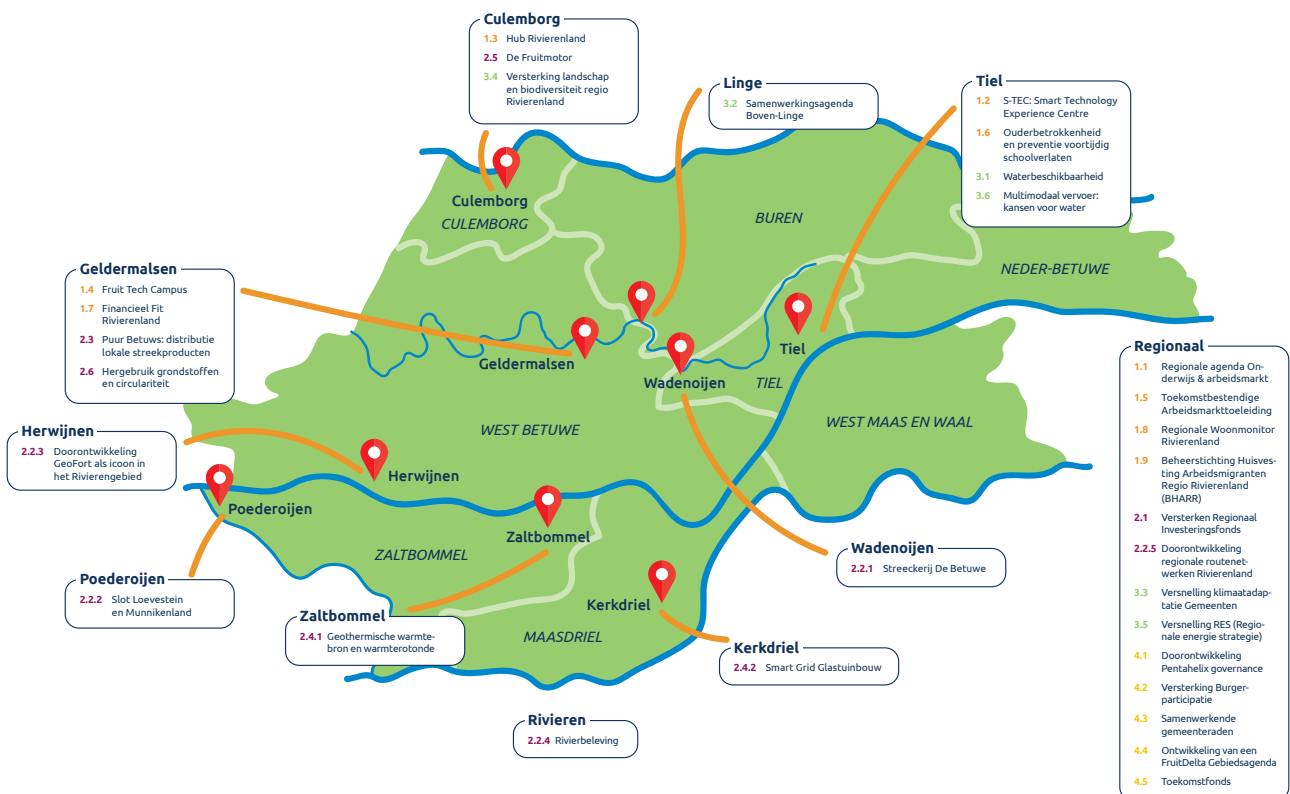 Culemborg
1.3 Hub Rivierenland
2.5 De Fruitmotor
3.4 Versterking landschap
en biodiversiteit regio
Rivierenland
Linge
3.2 Samenwerkingsagenda
Boven-Linge
Tiel
1.2 S-TEC: Smart Technology
Experience Centre
1.6 Ouderbetrokkenheid
en preventie voortijdig
schoolverlaten
3.1 Waterbeschikbaarheid
3.6 Multimodaal vervoer:
kansen voor water
Culemborg
CULEMBORG
BUREN
NEDER-BETUWE
Geldermalsen
1.4 Fruit Tech Campus
1.7 Financieel Fit
Rivierenland
2.3 Puur Betuws: distributie
lokale streekproducten
2.6 Hergebruik grondstoffen
en circulariteit
Geldermalsen
Wadenoijen
Tiel
TIEL
WEST BETUWE
WEST MAAS EN WAAL
Herwijnen
2.2.3 Doorontwikkeling
GeoFort als icoon in
het Rivierengebied
Herwijnen
Poederoijen
Zaltbommel
ZALTBOMMEL
Kerkdriel
MAASDRIEL
Poederoijen
2.2.2 Slot Loevestein
en Munnikenland
Zaltbommel
2.4.1 Geothermische warmte-
bron en warmterotonde
Wadenoijen
2.2.1 Streeckerij De Betuwe
Kerkdriel
2.4.2 Smart Grid Glastuinbouw
Rivieren
2.2.4 Rivierbeleving
Regionaal
1.1 Regionale agenda On-
derwijs & arbeidsmarkt
1.5 Toekomstbestendige
Arbeidsmarkttoeleiding
1.8 Regionale Woonmonitor
Rivierenland
1.9 Beheerstichting Huisves-
ting Arbeidsmigranten
Regio Rivierenland
(BHARR)
2.1 Versterken Regionaal
Investeringsfonds
2.2.5 Doorontwikkeling
regionale routenet-
werken Rivierenland
3.3 Versnelling klimaatadap-
tatie Gemeenten
3.5 Versnelling RES (Regio-
nale energie strategie)
4.1 Doorontwikkeling
Pentahelix governance
4.2 Versterking Burger-
participatie
4.3 Samenwerkende
gemeenteraden
4.4 Ontwikkeling van een
FruitDelta Gebiedsagenda
4.5 Toekomstfonds